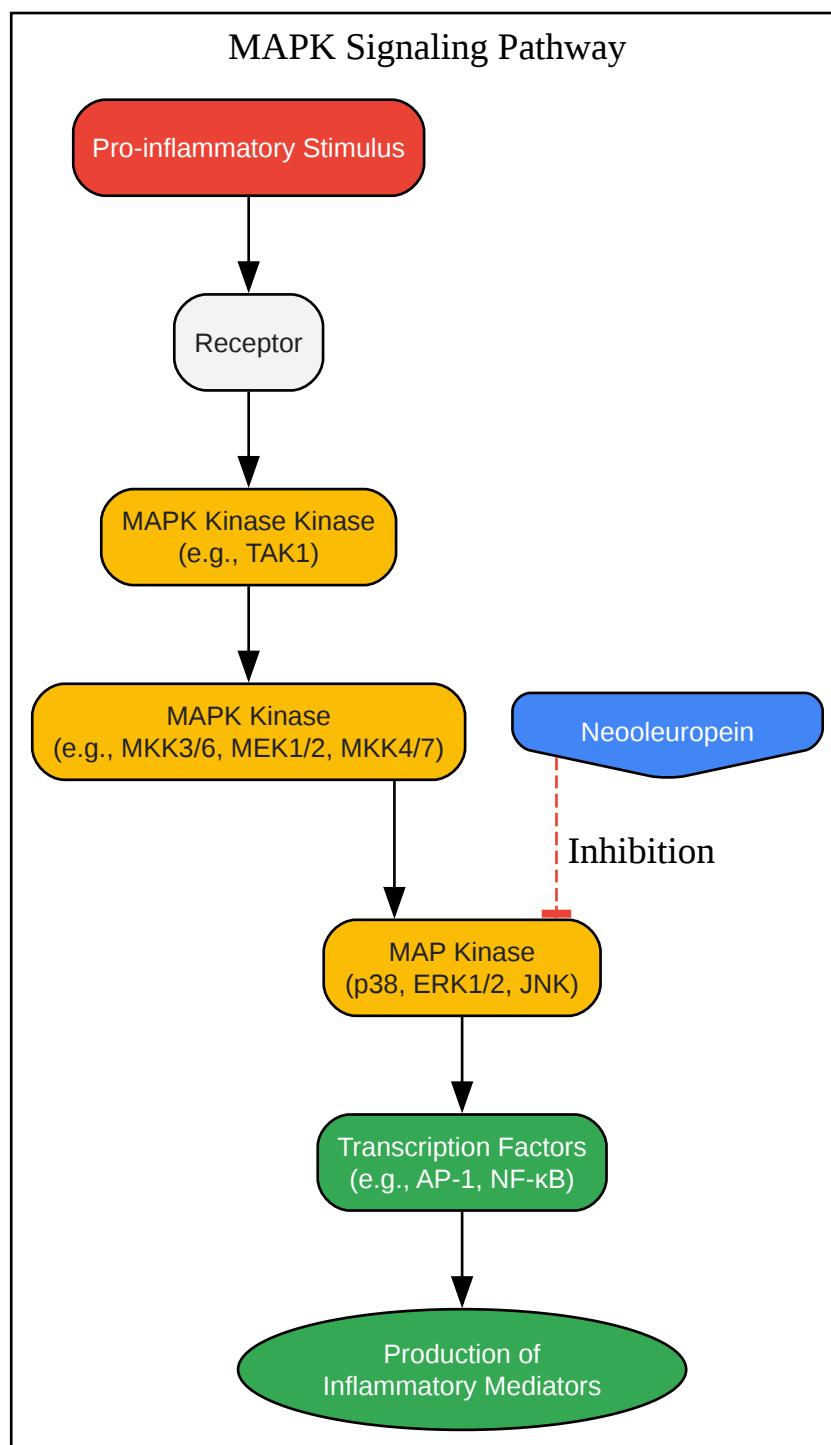 MAPK Signaling Pathway
Pro-inflammatory Stimulus
Receptor
MAPK Kinase Kinase
(e.g., TAK1)
MAPK Kinase
(e.g., MKK3/6, MEK1/2, MKK4/7)
Neooleuropein
Inhibition
MAP Kinase
(p38, ERK1/2, JNK)
Transcription Factors
(e.g., AP-1, NF-κB)
Production of
Inflammatory Mediators